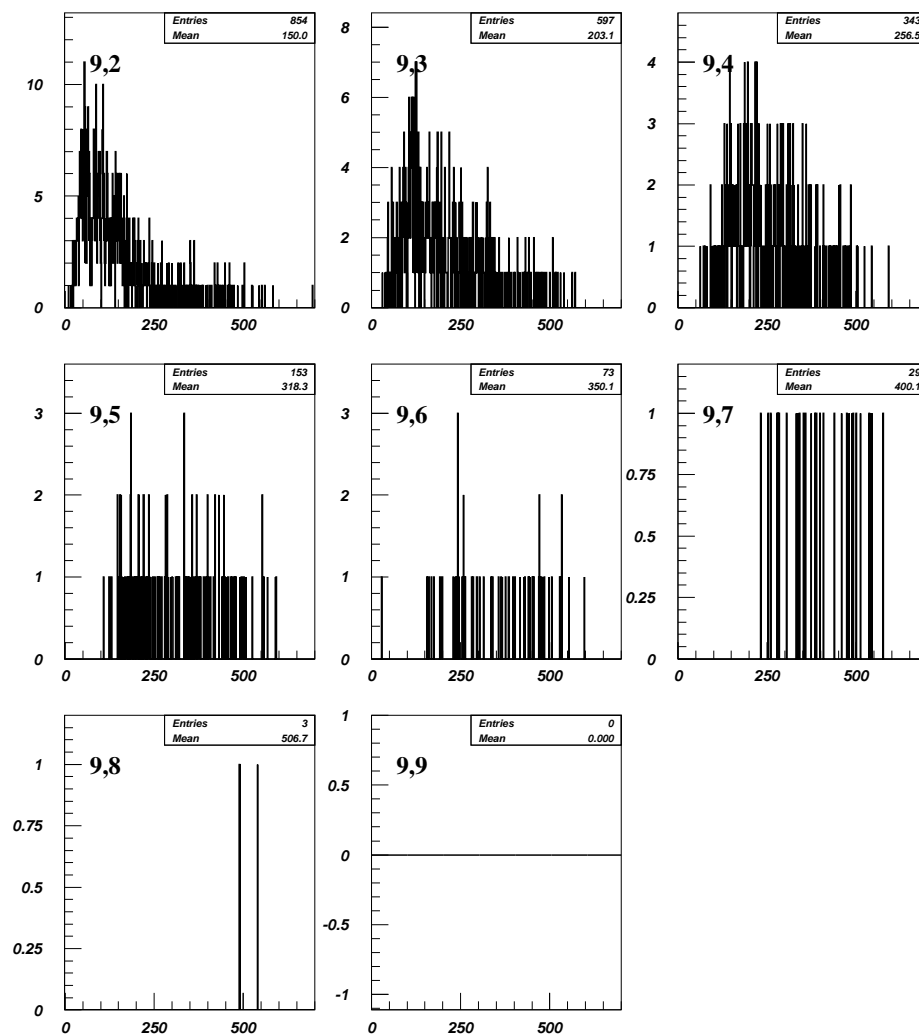 Entries 854
Mean 150.0
9,2
10
5
0
0 250 500
Entries 597
Mean 203.1
9,3
8
6
4
2
0
0 250 500
Entries 343
Mean 256.5
9,4
4
3
2
1
0
0 250 500
Entries 153
Mean 318.3
9,5
3
2
1
0
0 250 500
Entries 73
Mean 350.1
9,6
3
2
1
0
0 250 500
Entries 29
Mean 400.1
9,7
1
0.75
0.5
0.25
0
0 250 500
Entries 3
Mean 506.7
9,8
1
0.75
0.5
0.25
0
0 250 500
Entries 0
Mean 0.000
9,9
1
0.5
0
-0.5
-1
0 250 500